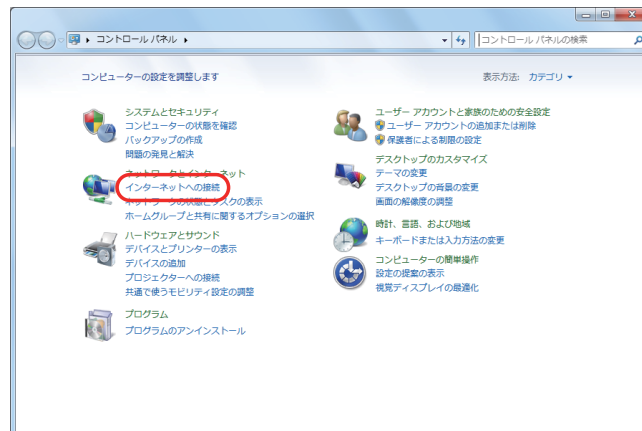 コントロール パネル
コントロール パネルの検索
コンピューターの設定を調整します
表示方法: カテゴリ
システムとセキュリティ
コンピューターの状態を確認
バックアップの作成
問題の発見と解決
ネットワークとインターネット
インターネットへの接続
ネットワークの状態とタスクの表示
ホームグループと共有に関するオプションの選択
ハードウェアとサウンド
デバイスとプリンターの表示
デバイスの追加
プロジェクターへの接続
共通で使うモビリティ設定の調整
プログラム
プログラムのアンインストール
ユーザー アカウントと家族のための安全設定
ユーザー アカウントの追加または削除
保護者による制限の設定
デスクトップのカスタマイズ
テーマの変更
デスクトップの背景の変更
画面の解像度の調整
時計、言語、および地域
キーボードまたは入力方法の変更
コンピューターの簡単操作
設定の提案の表示
視覚ディスプレイの最適化